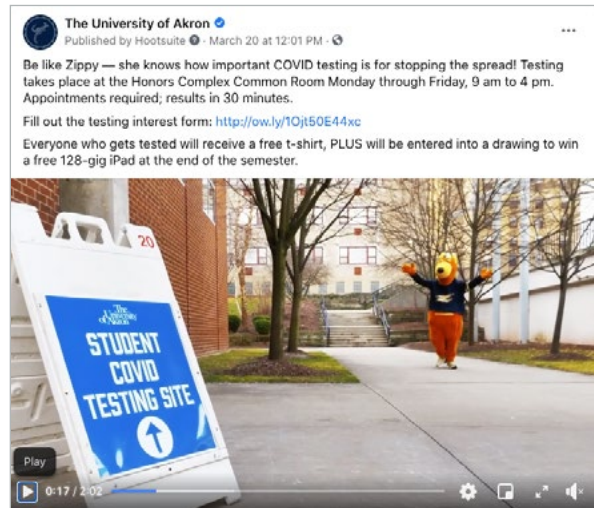 The University of Akron
Published by Hootsuite · March 20 at 12:01 PM ·
Be like Zippy — she knows how important COVID testing is for stopping the spread! Testing
takes place at the Honors Complex Common Room Monday through Friday, 9 am to 4 pm.
Appointments required; results in 30 minutes.
Fill out the testing interest form: http://ow.ly/1Ojt50E44xc
Everyone who gets tested will receive a free t-shirt, PLUS will be entered into a drawing to win
a free 128-gig iPad at the end of the semester.
20
The
University
of Akron
STUDENT
COVID
TESTING SITE
Play
0:17 / 2:02